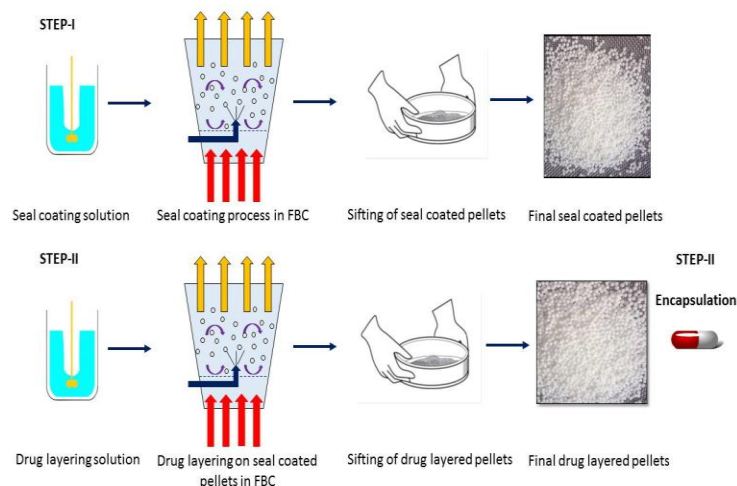 STEP-I
Seal coating solution
Seal coating process in FBC
Sifting of seal coated pellets
Final seal coated pellets
STEP-II
STEP-II
Encapsulation
Drug layering solution
Drug layering on seal coated
pellets in FBC
Sifting of drug layered pellets
Final drug layered pellets